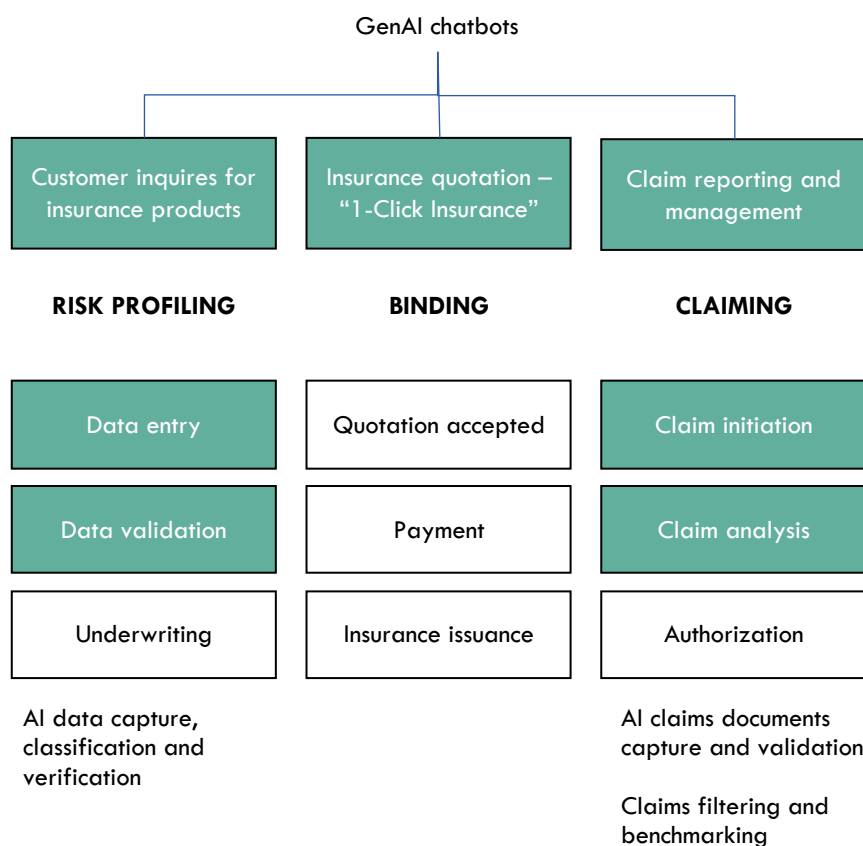 GenAI chatbots
Customer inquires for
insurance products
Insurance quotation –
“1-Click Insurance”
Claim reporting and
management
RISK PROFILING
BINDING
CLAIMING
Data entry
Quotation accepted
Claim initiation
Data validation
Payment
Claim analysis
Underwriting
Insurance issuance
Authorization
AI data capture,
classification and
verification
AI claims documents
capture and validation
Claims filtering and
benchmarking